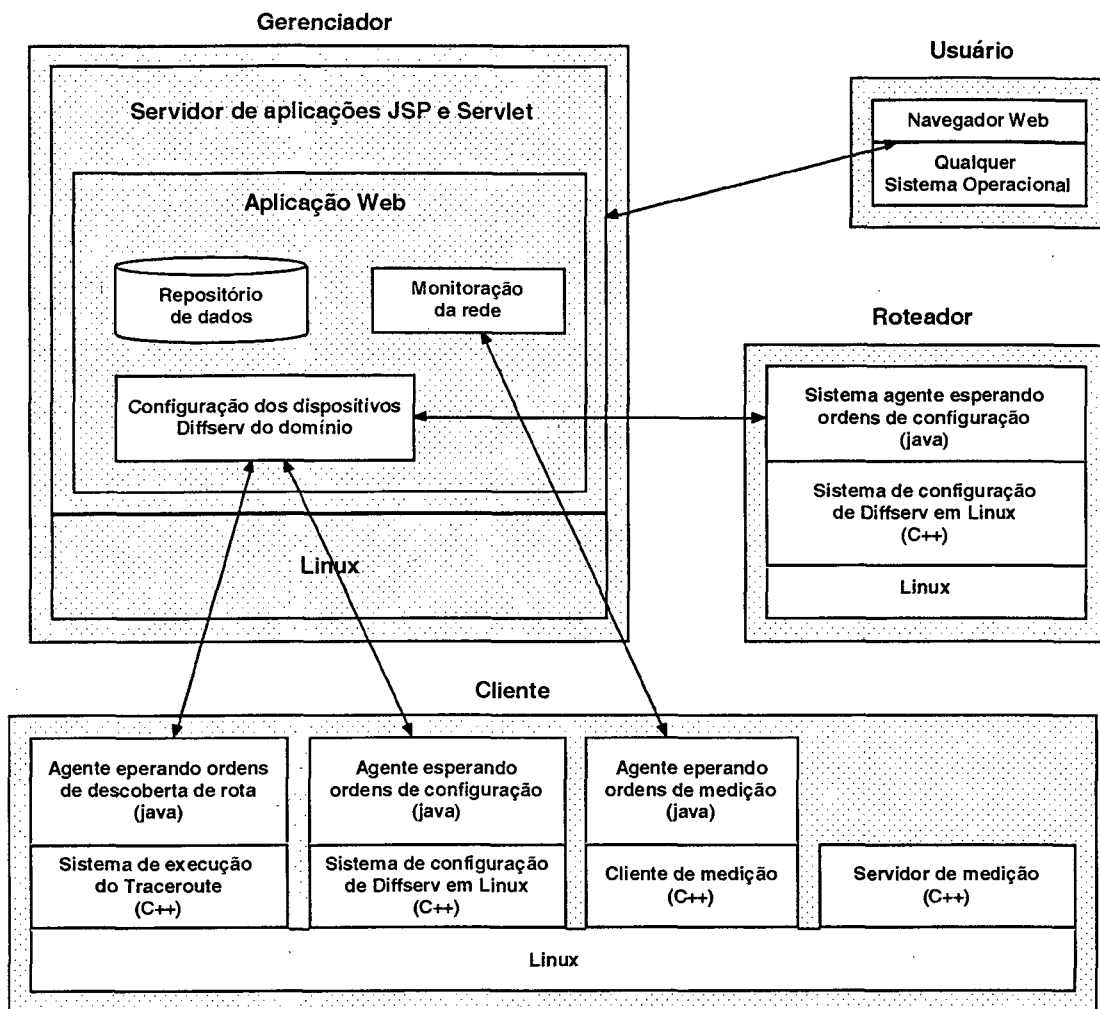 Gerenciador
Servidor de aplicações JSP e Servlet
Aplicação Web
Repositório
de dados
Monitoração
da rede
Configuração dos dispositivos
Diffserv do domínio
Linux
Usuário
Navegador Web
Qualquer
Sistema Operacional
Roteador
Sistema agente esperando
ordens de configuração
(java)
Sistema de configuração
de Diffserv em Linux
(C++)
Linux
Cliente
Agente eperando ordens
de descoberta de rota
(java)
Sistema de execução
do Traceroute
(C++)
Agente esperando
ordens de configuração
(java)
Sistema de configuração
de Diffserv em Linux
(C++)
Agente eperando
ordens de medição
(java)
Cliente de medição
(C++)
Servidor de medição
(C++)
Linux